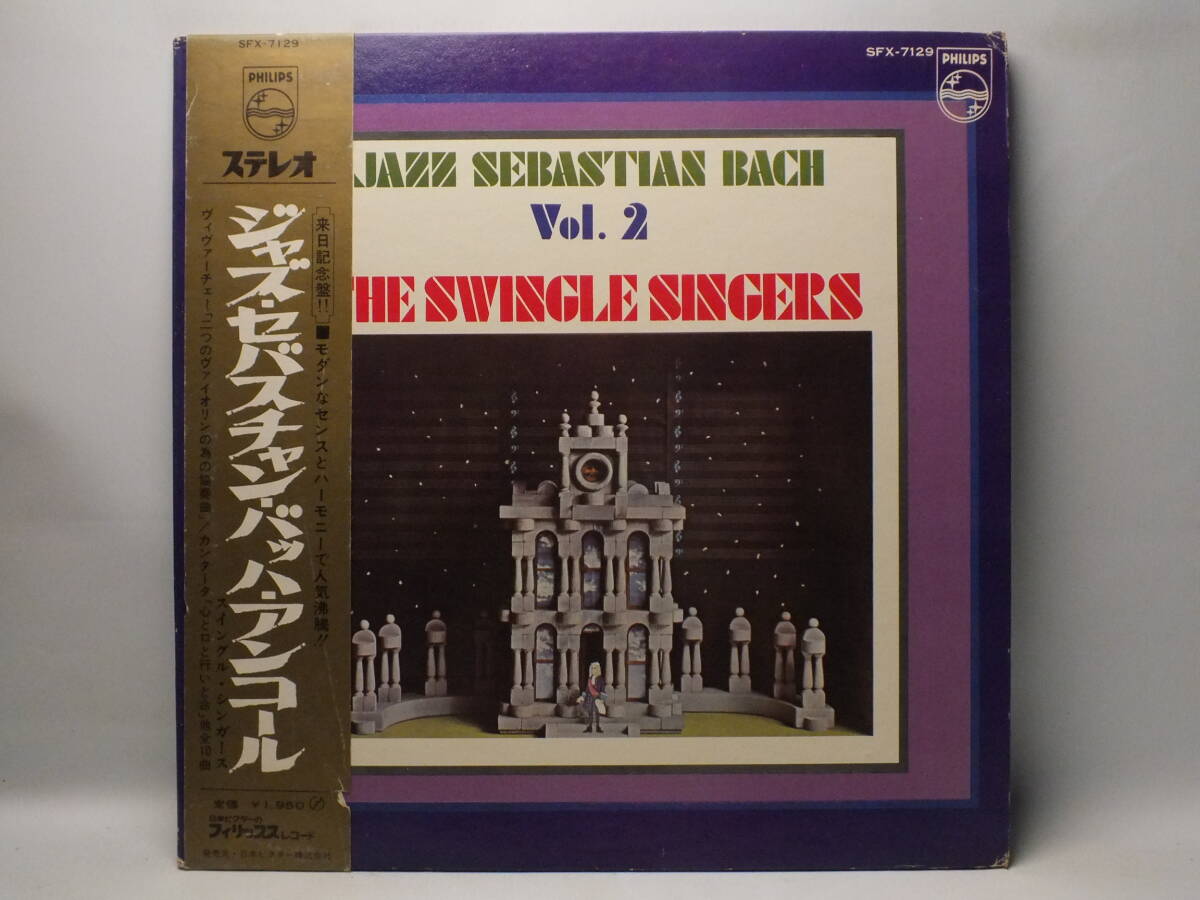 SFX-7129
PHILIPS
ステレオ
来日記念盤!!
■モダンなセンスとハーモニーで人気沸騰!!
ジャズ・セバスチャン・バッハ・アンコール
スイングル・シンガース
ヴィヴァーチェー「二つのヴァイオリンの為の協奏曲」/カンタータ「心と口と行いと命」他全10曲
定価 ¥1,950
日本ビクターの
フィリップスレコード
発売元・日本ビクター株式会社
SFX-7129
PHILIPS
JAZZ SEBASTIAN BACH
Vol. 2
THE SWINGLE SINGERS